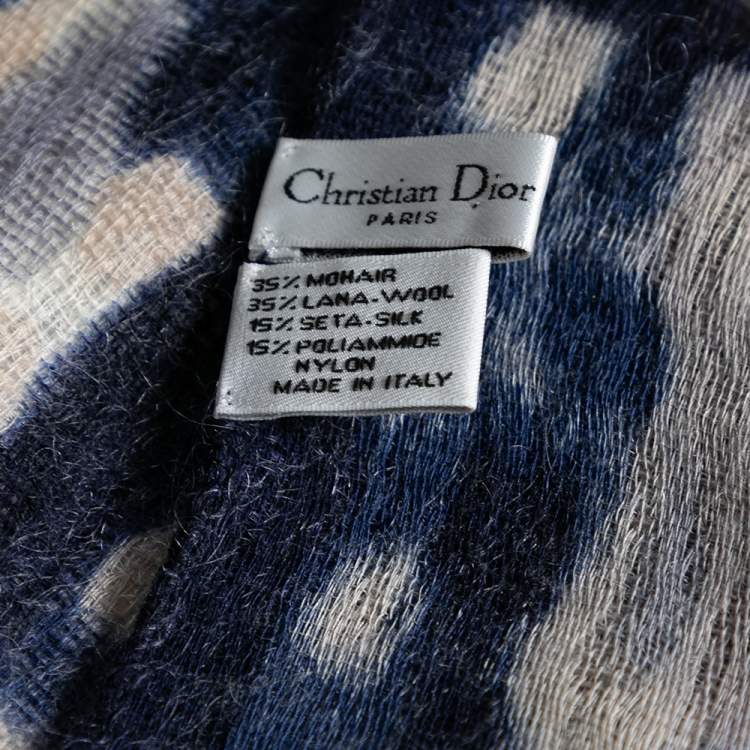 Christian Dior
PARIS
35% MOHAIR
35% LANA-WOOL
15% SETA-SILK
15% POLIAMMIDE
NYLON
MADE IN ITALY